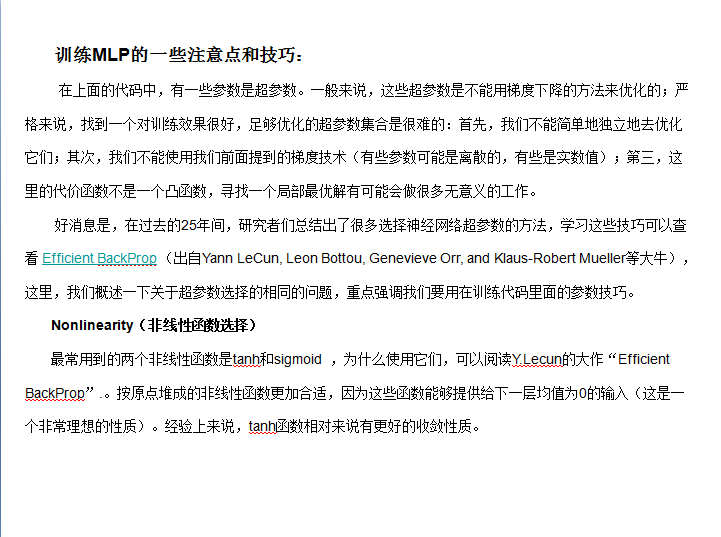 训练MLP的一些注意点和技巧：
在上面的代码中，有一些参数是超参数。一般来说，这些超参是不能用梯度下降的方法来优化的；严
格来说，找到一个对训练效果很好，足够优化的超参数集合是很难的：首先，我们不能简单地独立地去优化
它们；其次，我们不能使用我们前面提到的梯度技术（有些参数可能是离散的，有些是实数值）；第三，这
里的代价函数不是一个凸函数，寻找一个局部最优解有可能会做很多无意义的工作。
好消息是，在过去的25年间，研究者们总结出了很多选择神经网络超参数的方法，学习这些技巧可以查
看 Efficient BackProp （出自Yann LeCun, Leon Bottou, Genevieve Orr, and Klaus-Robert Mueller等大牛），
这里，我们概述一下关于超参数选择的相同的问题，重点强调我们要用在训练代码里面的参数技巧。
Nonlinearity（非线性函数选择）
最常用到的两个非线性函数是tanh和sigmoid ，为什么使用它们，可以阅读Y.Lecun的大作“Efficient
BackProp”.。按原点堆成的非线性函数更加合适，因为这些函数能够提供给下一层均值为0的输入（这是一
个非常理想的性质）。经验上来说，tanh函数相对来说有更好的收敛性质。